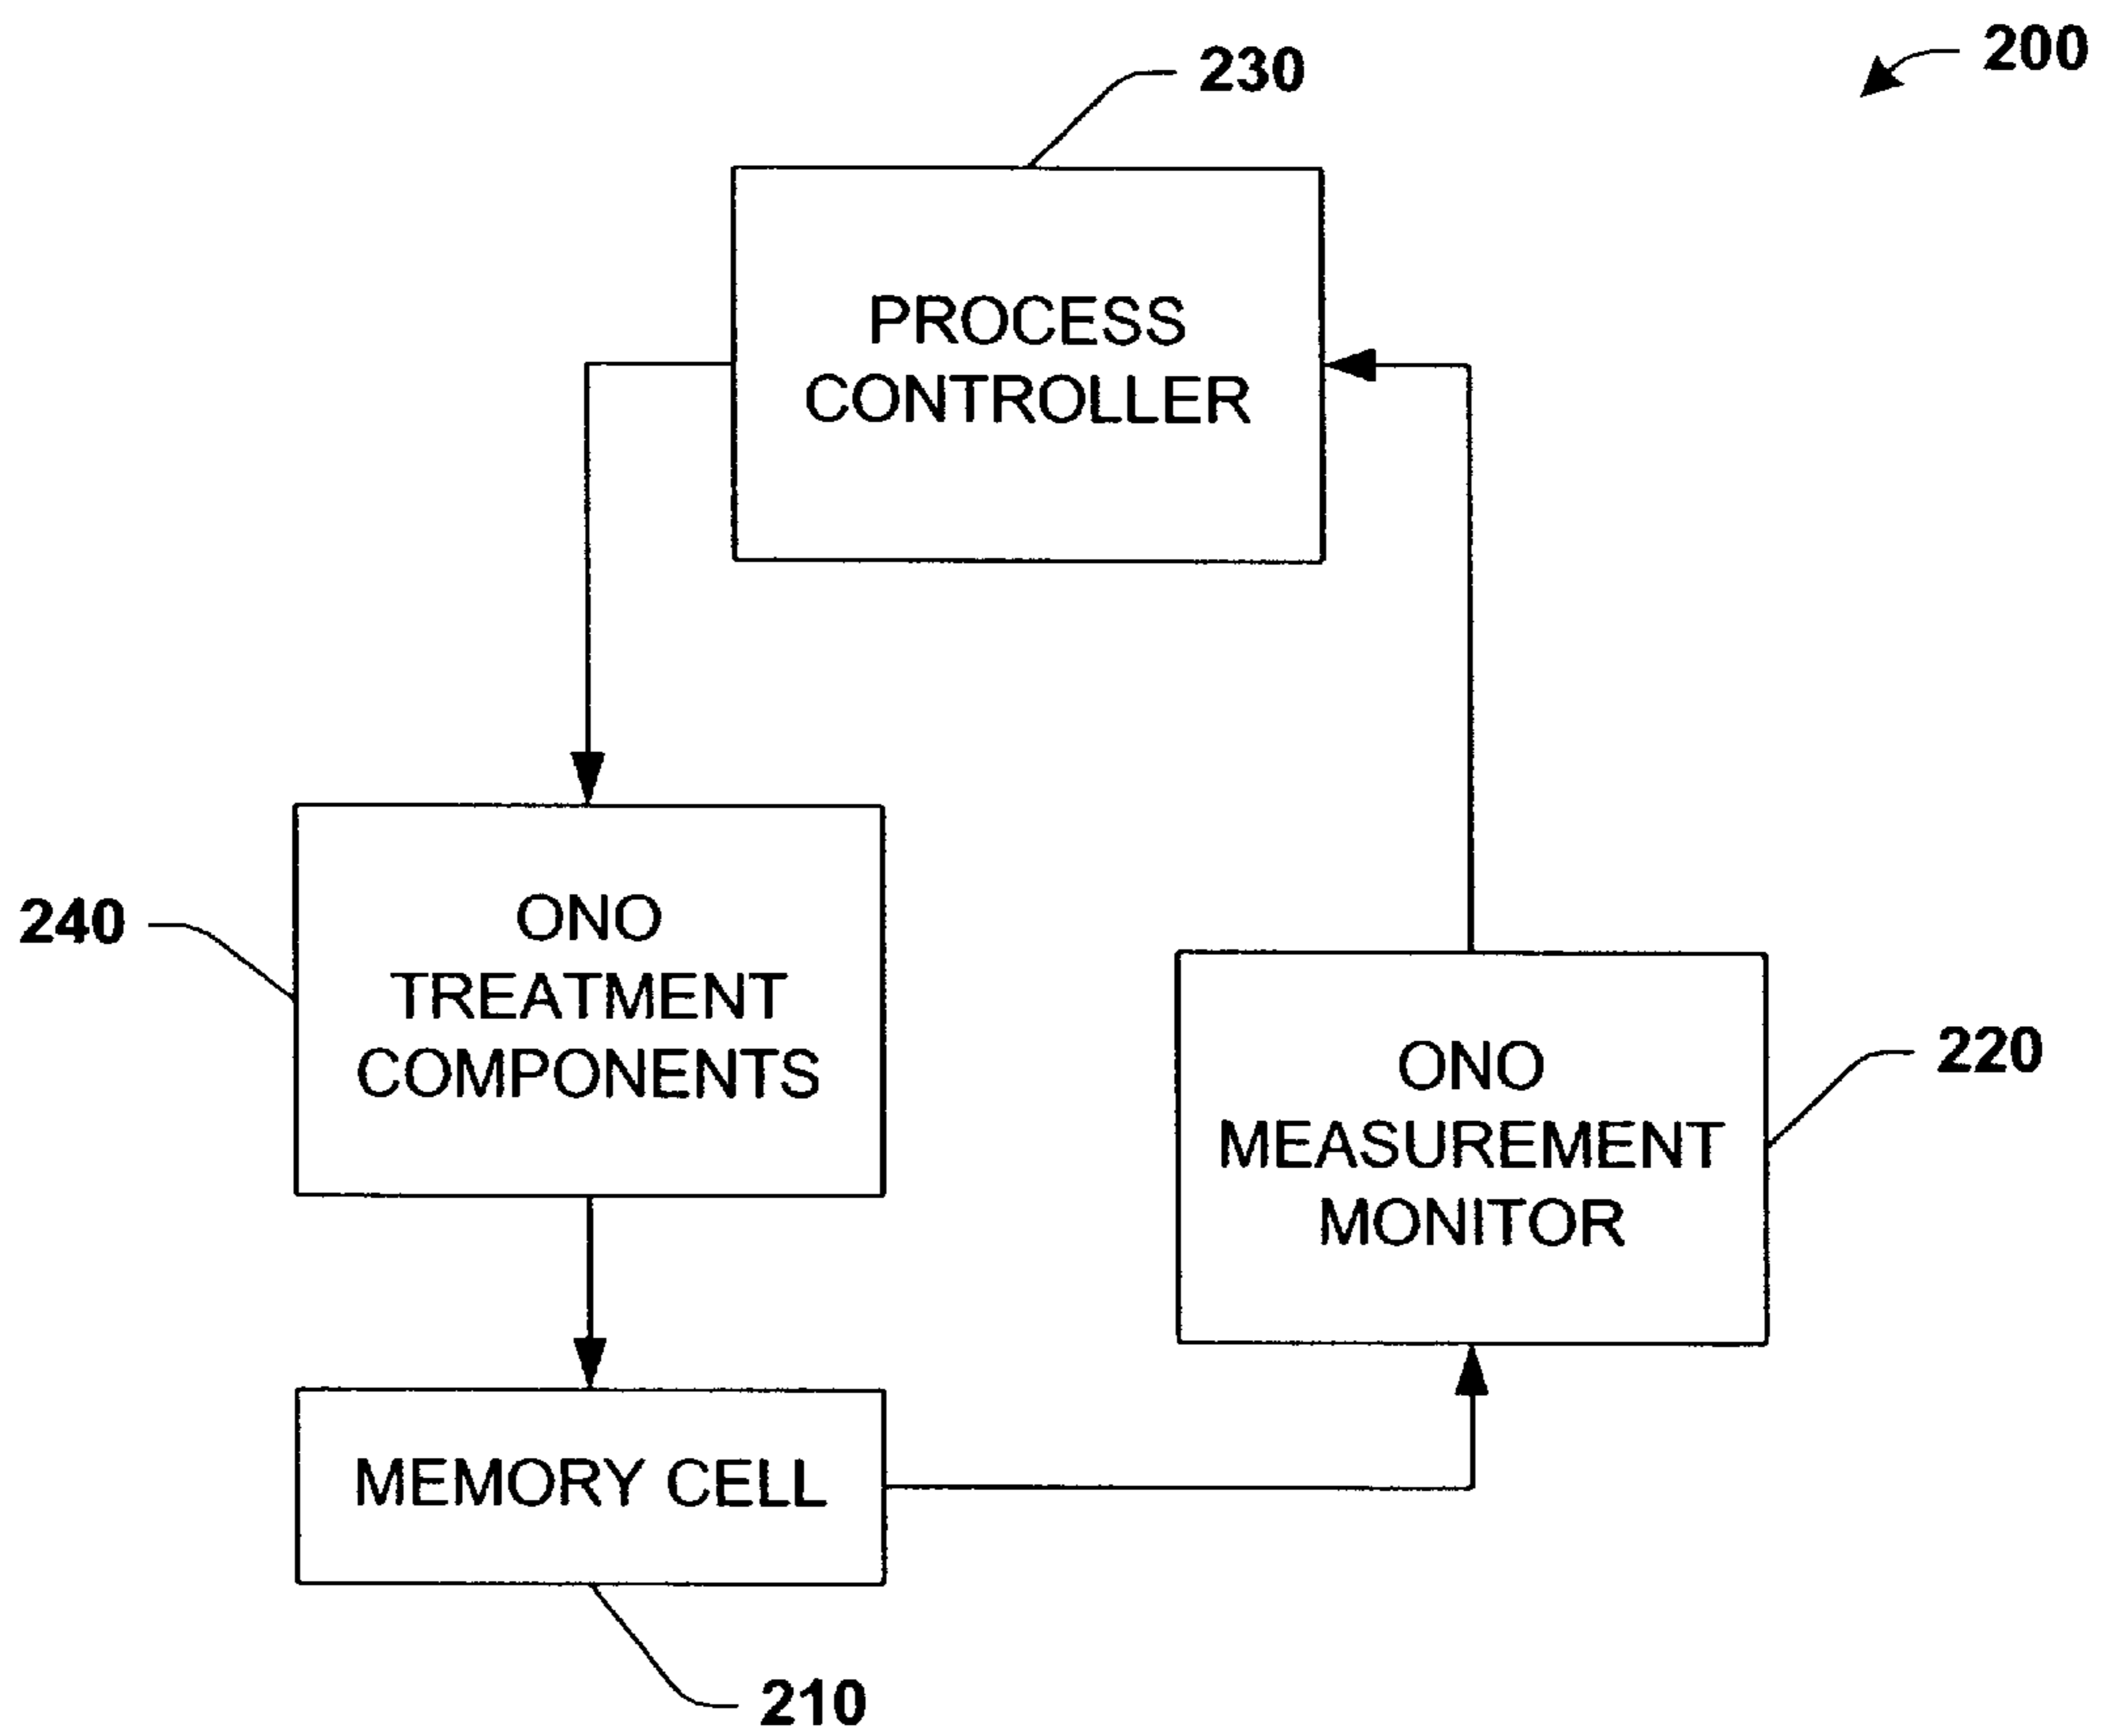 200
230
PROCESS
CONTROLLER
240
ONO
TREATMENT
COMPONENTS
ONO
MEASUREMENT
MONITOR
220
MEMORY CELL
210